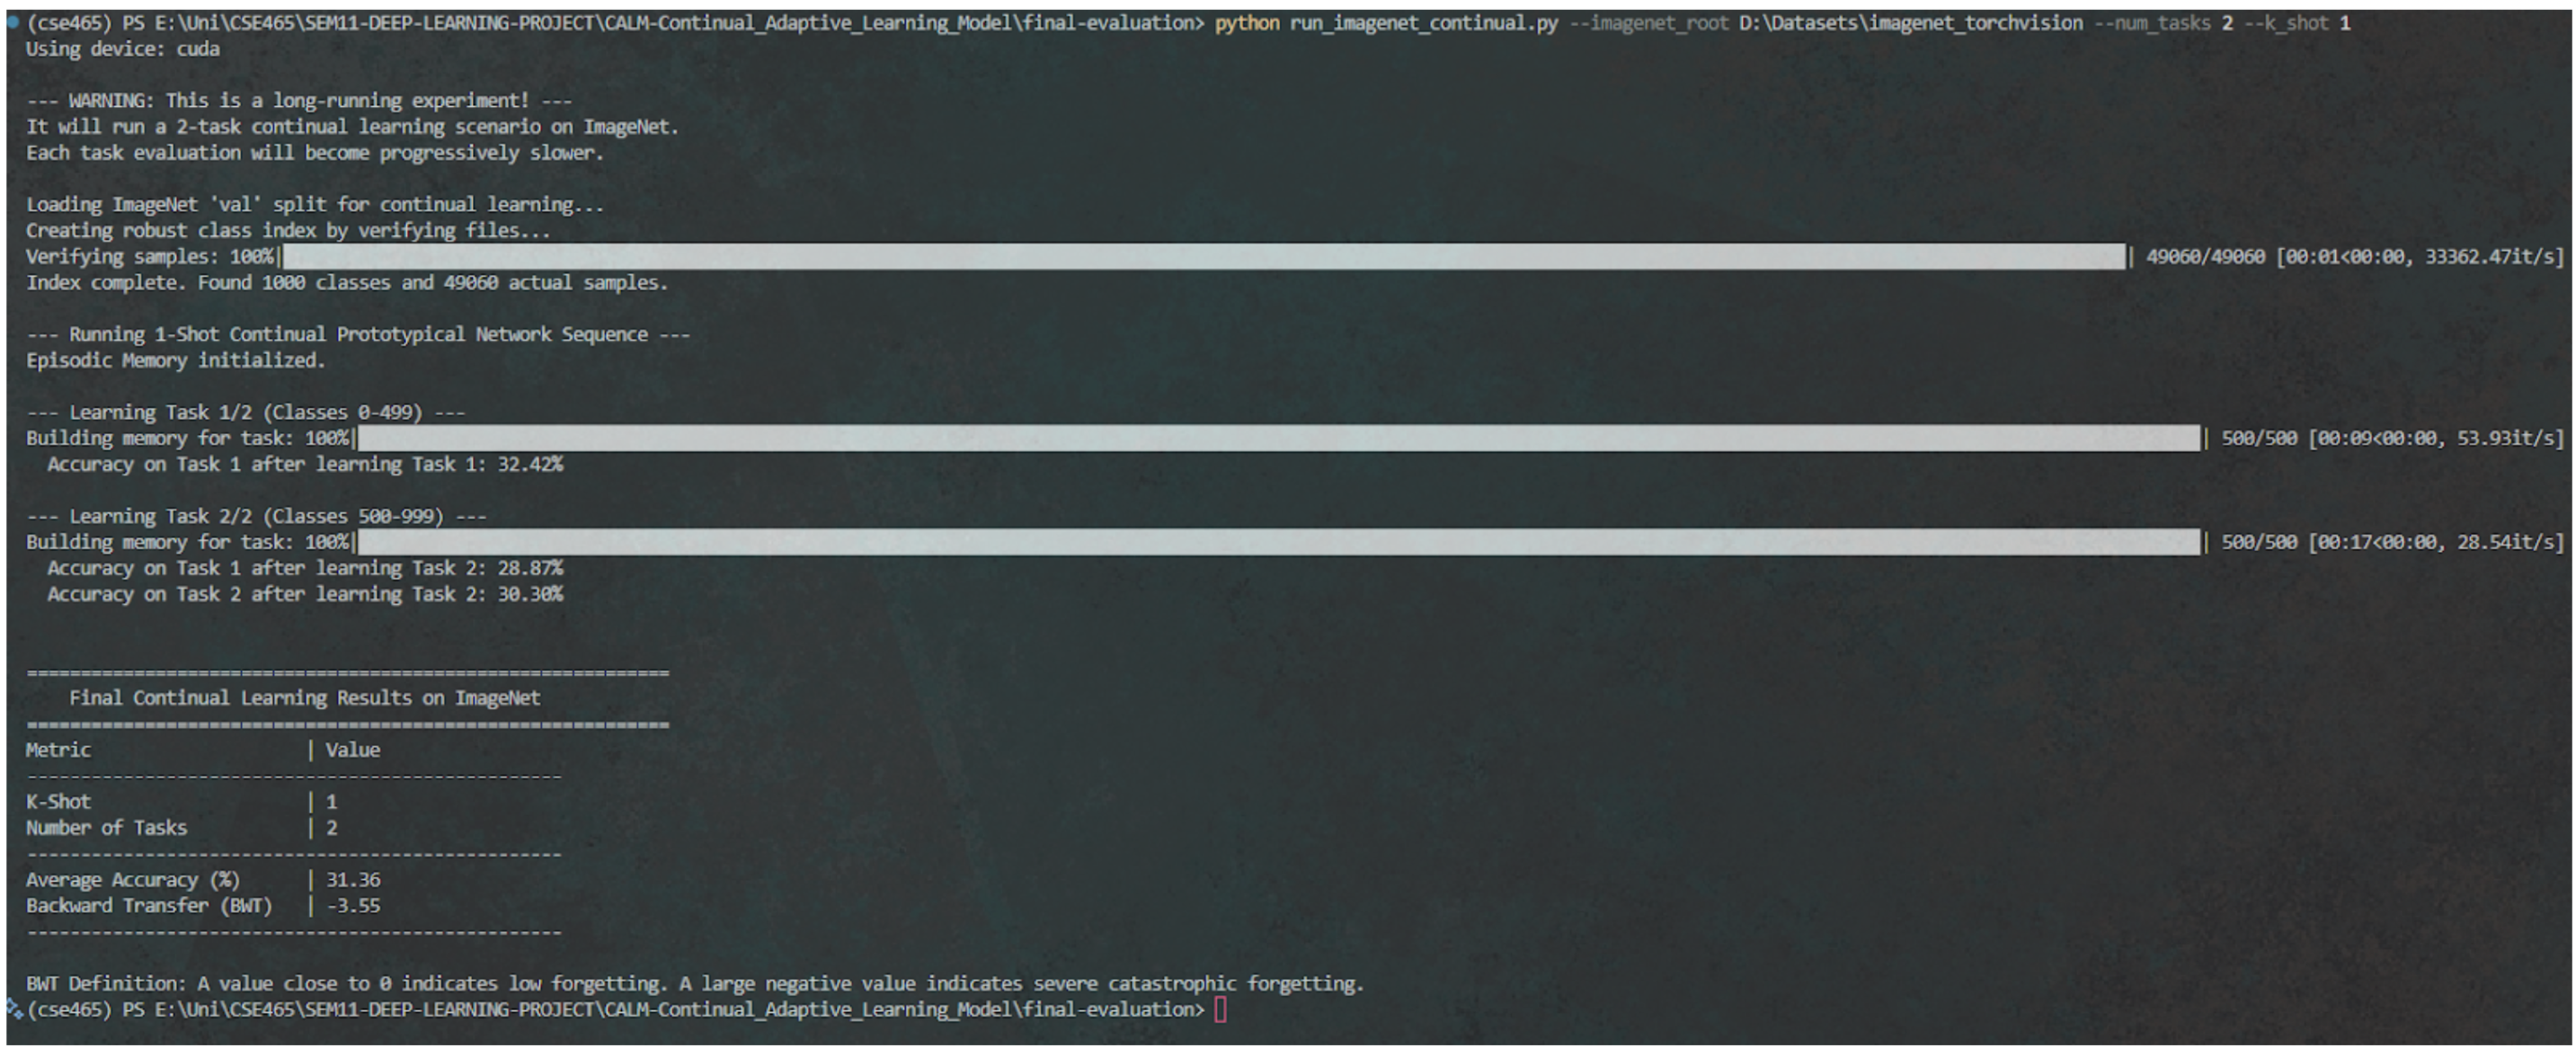 (cse465) PS E:\Uni\CSE465\SEM11-DEEP-LEARNING-PROJECT\CALM-Continual_Adaptive_Learning_Model\final-evaluation> python run_imagenet_continual.py --imagenet_root D:\Datasets\imagenet_torchvision --num_tasks 2 --k_shot 1
Using device: cuda
--- WARNING: This is a long-running experiment! ---
It will run a 2-task continual learning scenario on ImageNet.
Each task evaluation will become progressively slower.
Loading ImageNet 'val' split for continual learning...
Creating robust class index by verifying files...
Verifying samples: 100%| | 49060/49060 [00:01<00:00, 33362.47it/s]
Index complete. Found 1000 classes and 49060 actual samples.
--- Running 1-Shot Continual Prototypical Network Sequence ---
Episodic Memory initialized.
--- Learning Task 1/2 (Classes 0-499) ---
Building memory for task: 100%| | 500/500 [00:09<00:00, 53.93it/s]
Accuracy on Task 1 after learning Task 1: 32.42%
--- Learning Task 2/2 (Classes 500-999) ---
Building memory for task: 100%| | 500/500 [00:17<00:00, 28.54it/s]
Accuracy on Task 1 after learning Task 2: 28.87%
Accuracy on Task 2 after learning Task 2: 30.30%
============================================================
Final Continual Learning Results on ImageNet
============================================================
Metric | Value
--------------------------------------------------
K-Shot | 1
Number of Tasks | 2
--------------------------------------------------
Average Accuracy (%) | 31.36
Backward Transfer (BWT) | -3.55
--------------------------------------------------
BWT Definition: A value close to 0 indicates low forgetting. A large negative value indicates severe catastrophic forgetting.
(cse465) PS E:\Uni\CSE465\SEM11-DEEP-LEARNING-PROJECT\CALM-Continual_Adaptive_Learning_Model\final-evaluation>